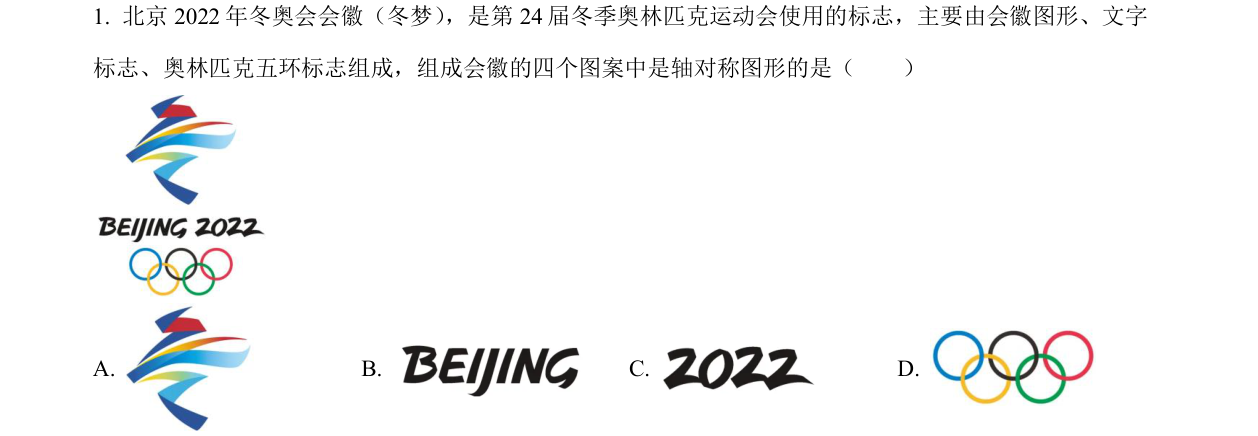 1. 北京 2022 年冬奥会会徽（冬梦），是第 24 届冬季奥林匹克运动会使用的标志，主要由会徽图形、文字
标志、奥林匹克五环标志组成，组成会徽的四个图案中是轴对称图形的是（　　）
BEIJING 2022
A. B. BEIJING C. 2022 D.